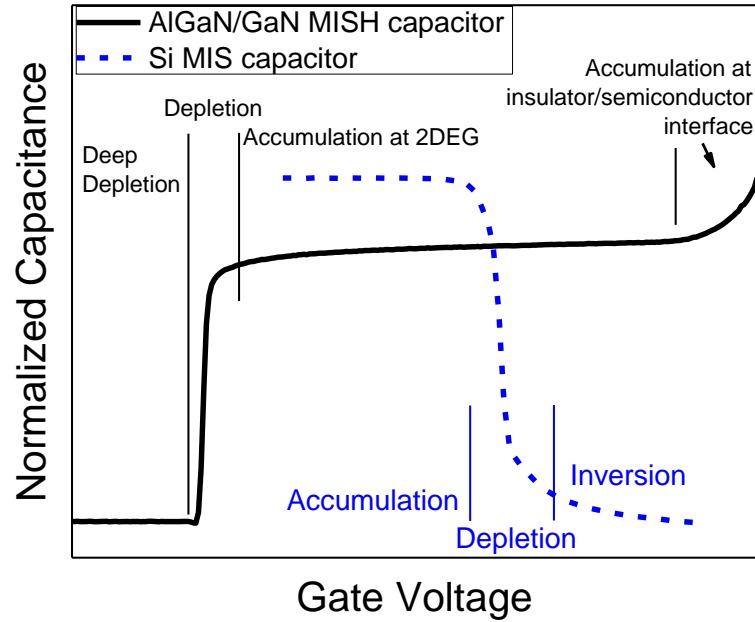 AlGaN/GaN MISH capacitor
Si MIS capacitor
Accumulation at
insulator/semiconductor
interface
Depletion
Accumulation at 2DEG
Deep
Depletion
Normalized Capacitance
Accumulation
Inversion
Depletion
Gate Voltage